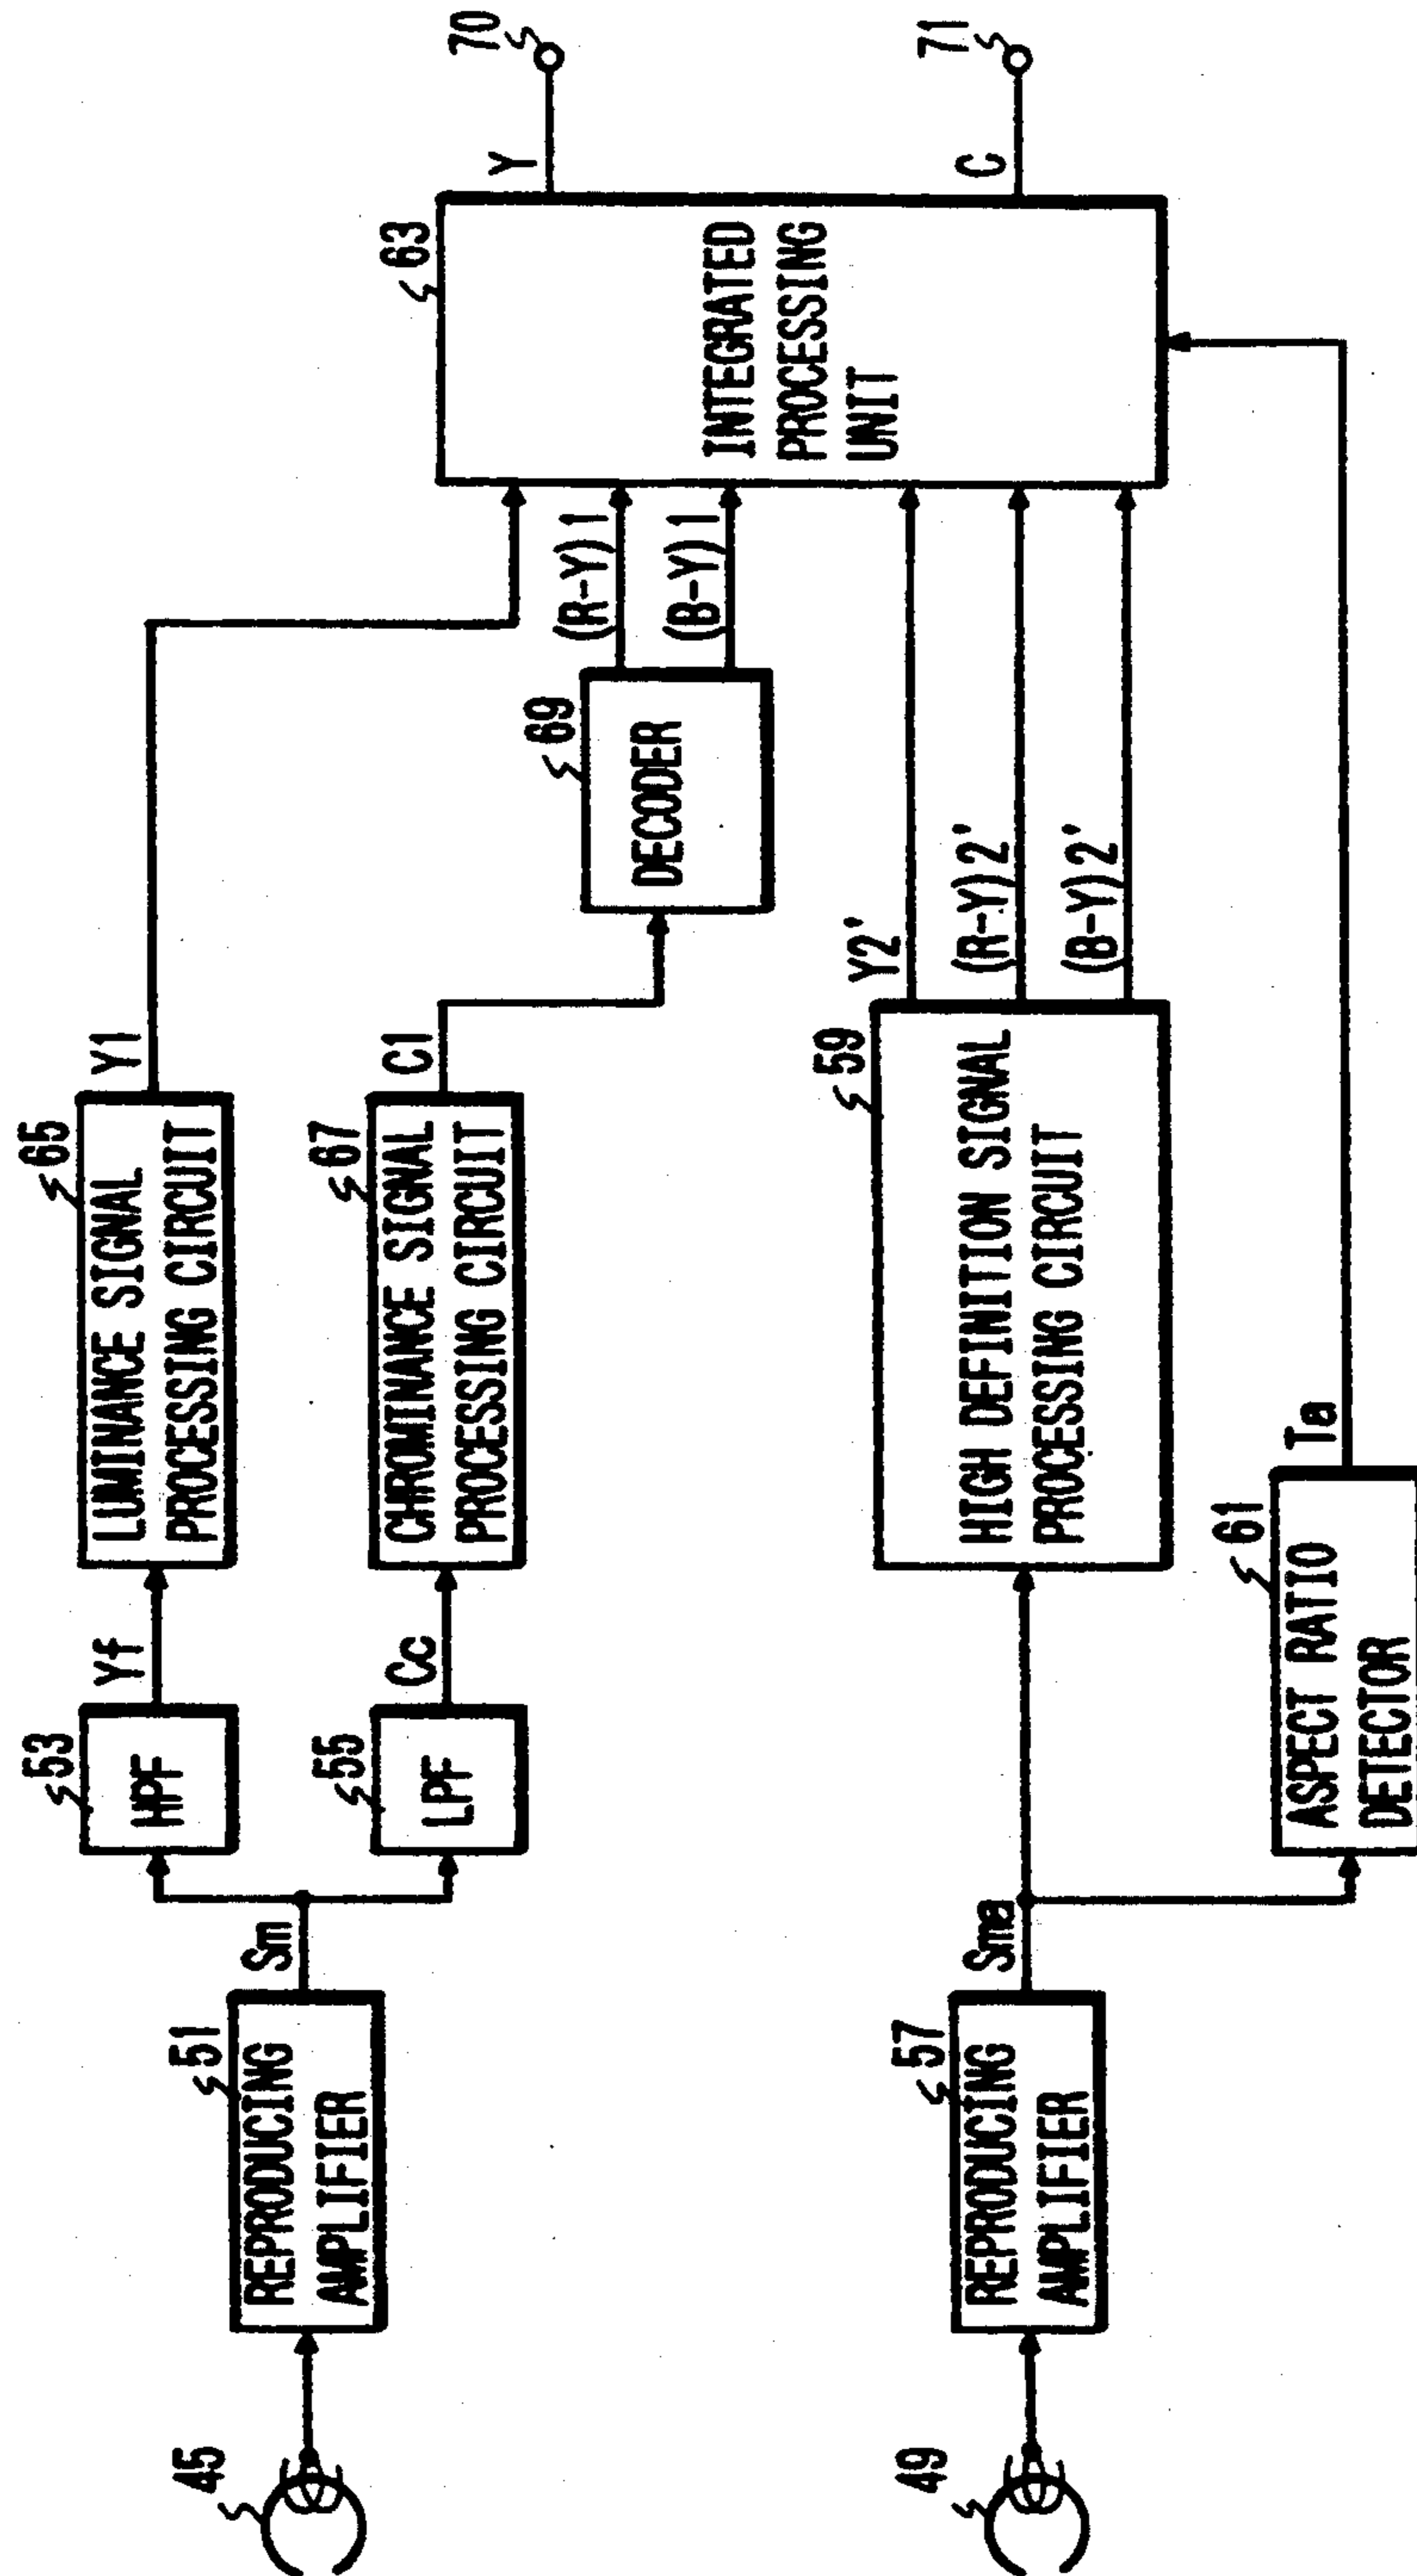 45
REPRODUCING
AMPLIFIER
51
Sm
HPF
53
Yf
LUMINANCE SIGNAL
PROCESSING CIRCUIT
65
Y1
LPF
55
Cc
CHROMINANCE SIGNAL
PROCESSING CIRCUIT
67
C1
DECODER
69
(R-Y)1
(B-Y)1
49
REPRODUCING
AMPLIFIER
57
Sma
HIGH DEFINITION SIGNAL
PROCESSING CIRCUIT
59
Y2'
(R-Y)2'
(B-Y)2'
ASPECT RATIO
DETECTOR
61
Ta
INTEGRATED
PROCESSING
UNIT
63
Y
70
C
71